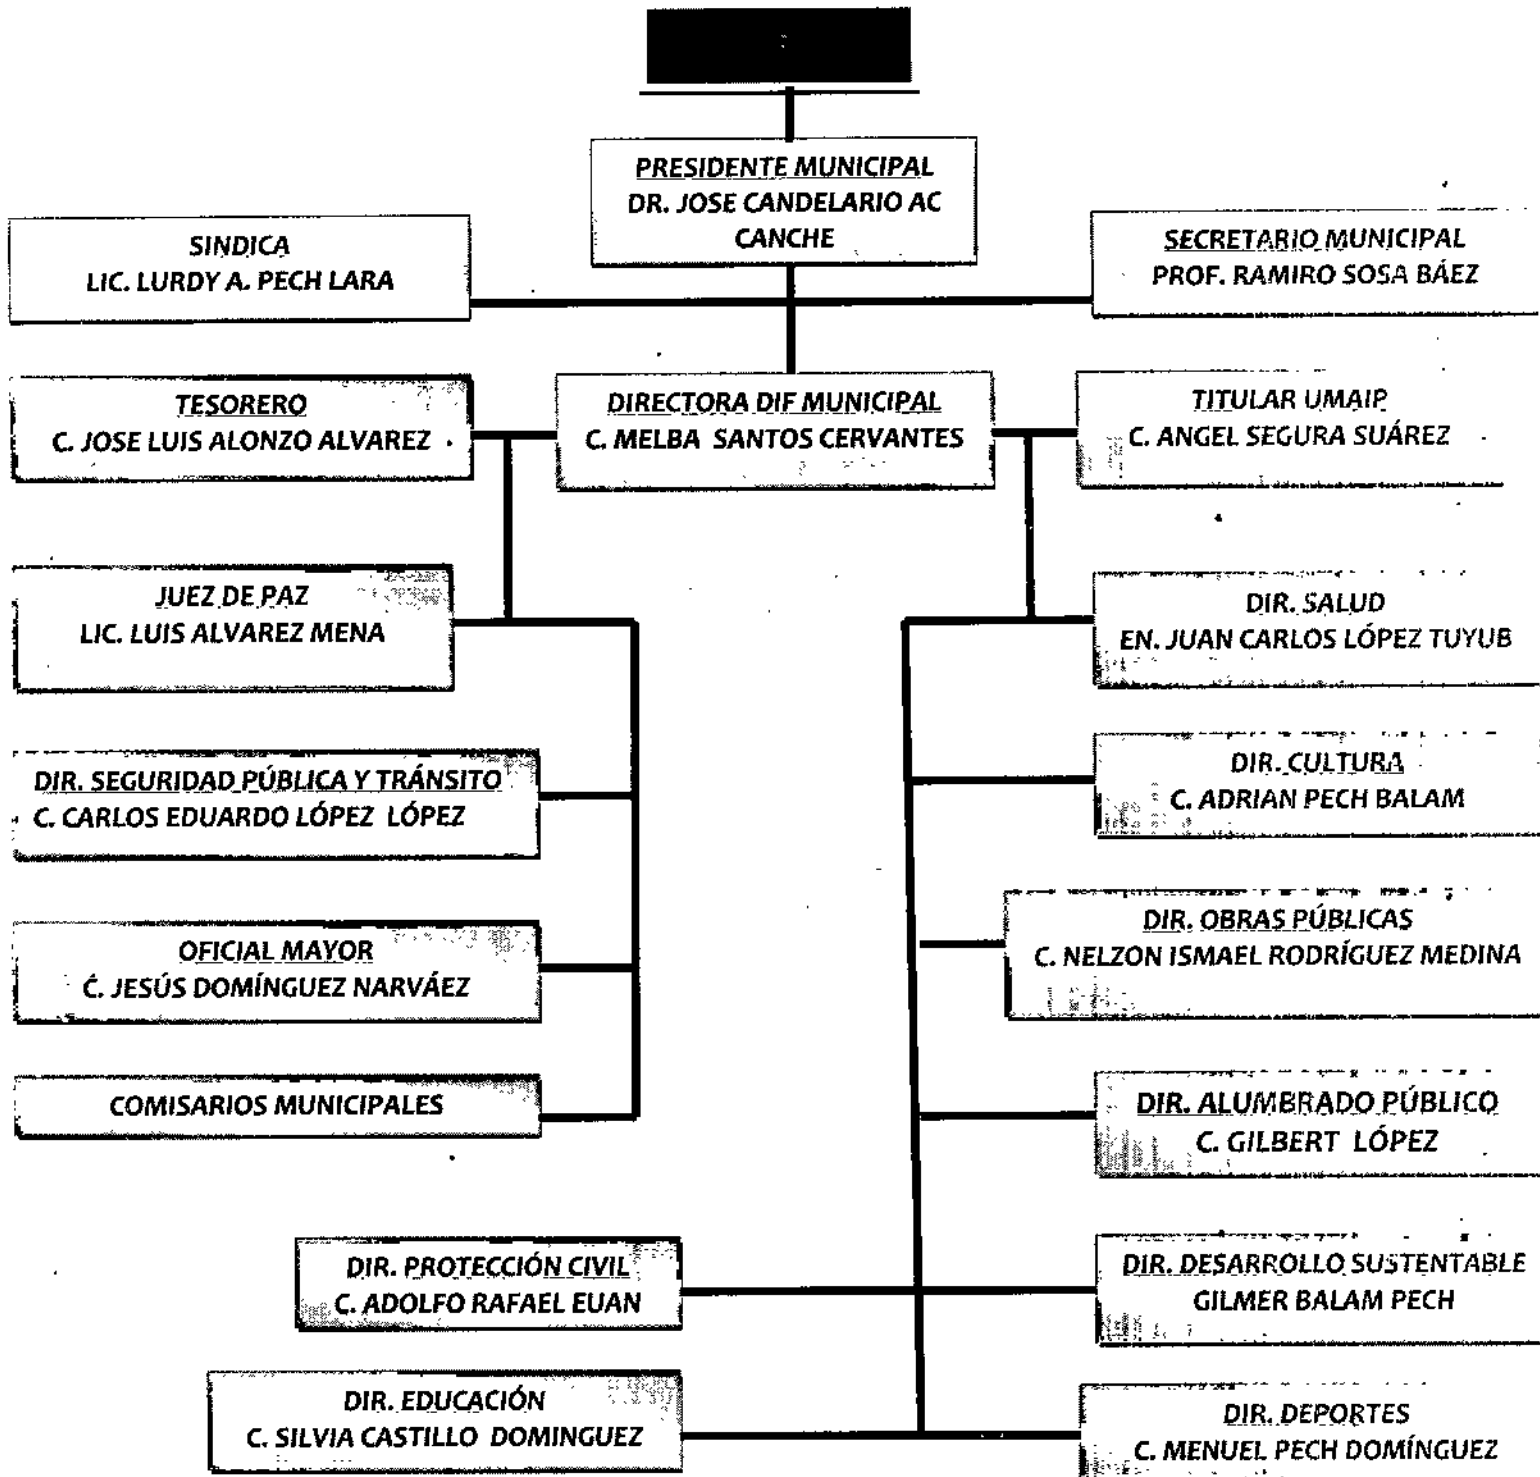 PRESIDENTE MUNICIPAL
DR. JOSE CANDELARIO AC
CANCHE
SINDICA
LIC. LURDY A. PECH LARA
SECRETARIO MUNICIPAL
PROF. RAMIRO SOSA BÁEZ
TESORERO
C. JOSE LUIS ALONZO ALVAREZ
DIRECTORA DIF MUNICIPAL
C. MELBA SANTOS CERVANTES
TITULAR UMAIP
C. ANGEL SEGURA SUÁREZ
JUEZ DE PAZ
LIC. LUIS ALVAREZ MENA
DIR. SALUD
EN. JUAN CARLOS LÓPEZ TUYUB
DIR. SEGURIDAD PÚBLICA Y TRÁNSITO
C. CARLOS EDUARDO LÓPEZ LÓPEZ
DIR. CULTURA
C. ADRIAN PECH BALAM
OFICIAL MAYOR
C. JESÚS DOMÍNGUEZ NARVÁEZ
DIR. OBRAS PÚBLICAS
C. NELZON ISMAEL RODRÍGUEZ MEDINA
COMISARIOS MUNICIPALES
DIR. ALUMBRADO PÚBLICO
C. GILBERT LÓPEZ
DIR. PROTECCIÓN CIVIL
C. ADOLFO RAFAEL EUAN
DIR. DESARROLLO SUSTENTABLE
GILMER BALAM PECH
DIR. EDUCACIÓN
C. SILVIA CASTILLO DOMINGUEZ
DIR. DEPORTES
C. MENUEL PECH DOMÍNGUEZ